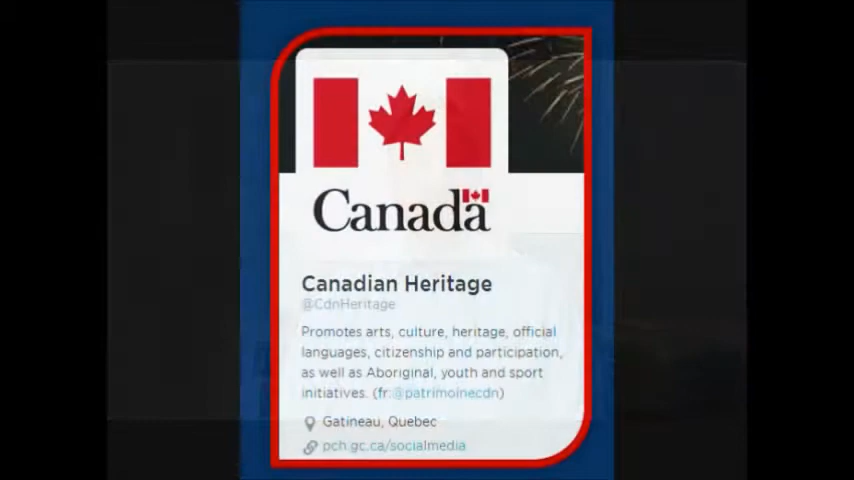 Canada
Canadian Heritage
@CdnHeritage
Promotes arts, culture, heritage, official
languages, citizenship and participation,
as well as Aboriginal, youth and sport
initiatives. (fr:@patrimoinecdn)
Gatineau, Quebec
pch.gc.ca/socialmedia